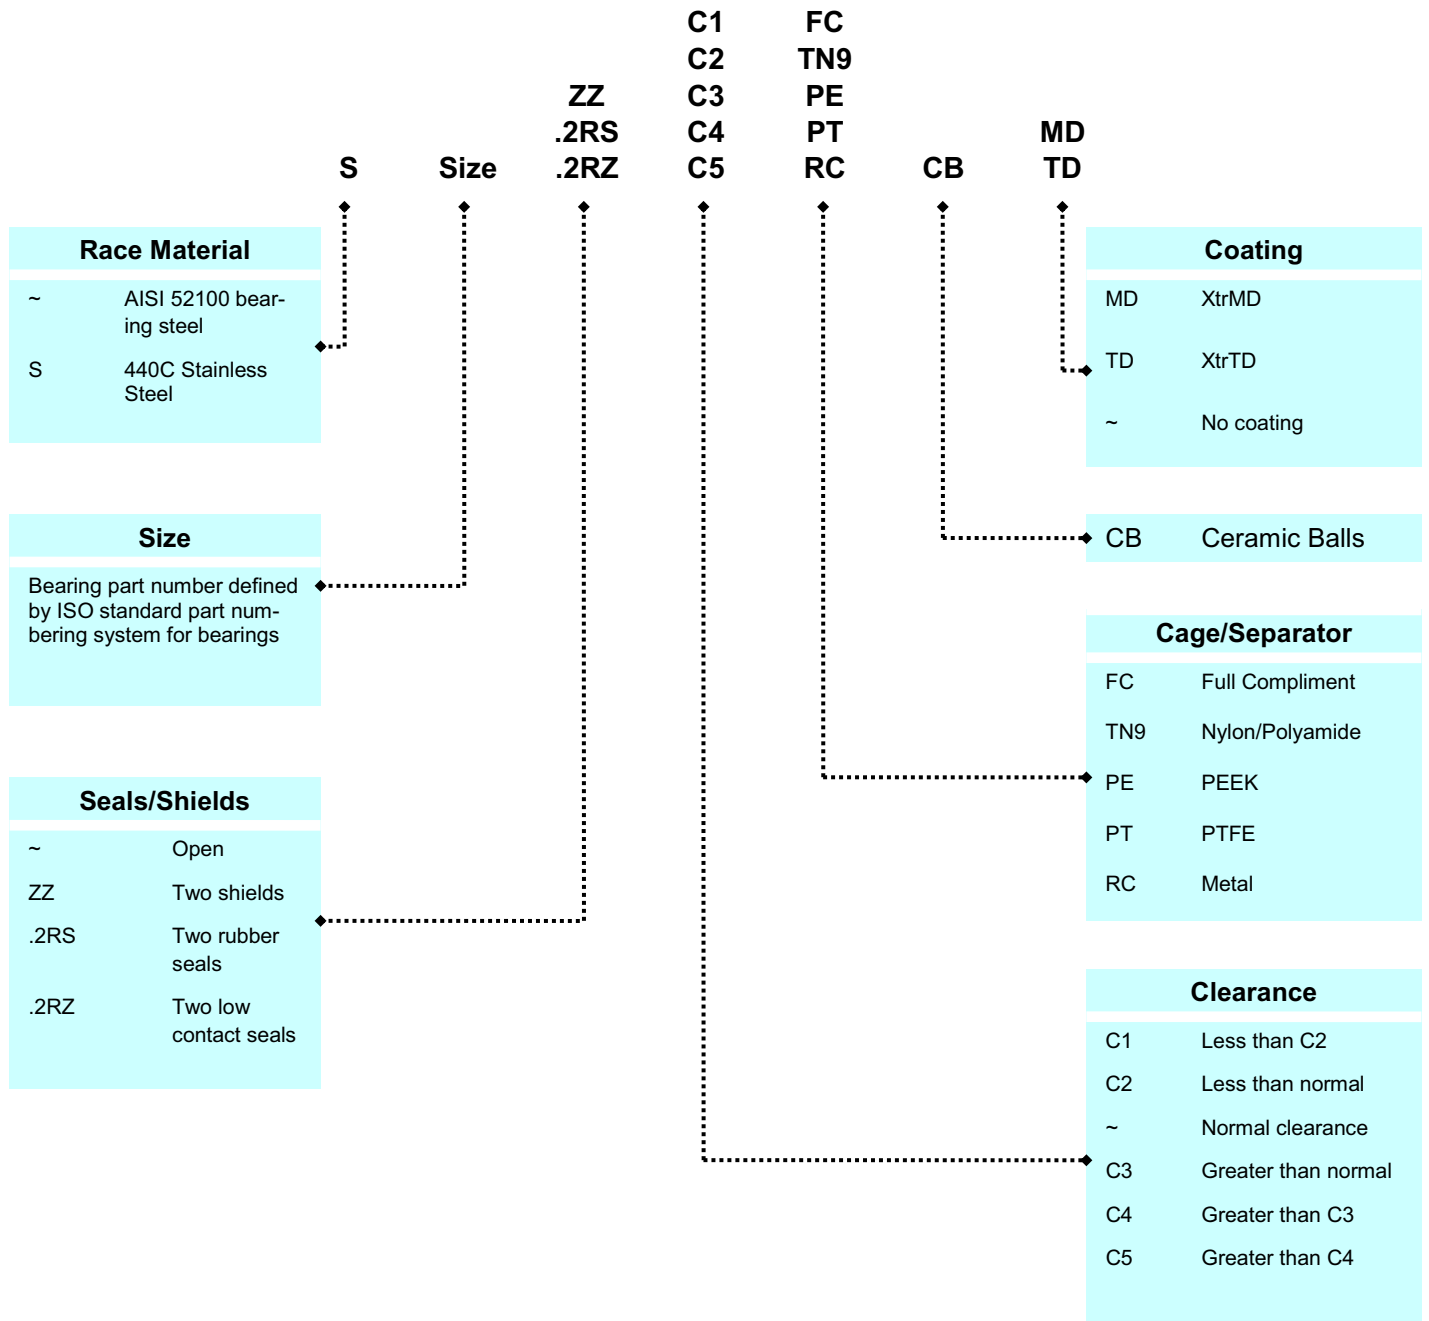 C1 FC
C2 TN9
ZZ C3 PE
.2RS C4 PT MD
S Size .2RZ C5 RC CB TD
Race Material
~ AISI 52100 bear-
ing steel
S 440C Stainless
Steel
Size
Bearing part number defined
by ISO standard part num-
bering system for bearings
Seals/Shields
~ Open
ZZ Two shields
.2RS Two rubber
seals
.2RZ Two low
contact seals
Coating
MD XtrMD
TD XtrTD
~ No coating
CB Ceramic Balls
Cage/Separator
FC Full Compliment
TN9 Nylon/Polyamide
PE PEEK
PT PTFE
RC Metal
Clearance
C1 Less than C2
C2 Less than normal
~ Normal clearance
C3 Greater than normal
C4 Greater than C3
C5 Greater than C4